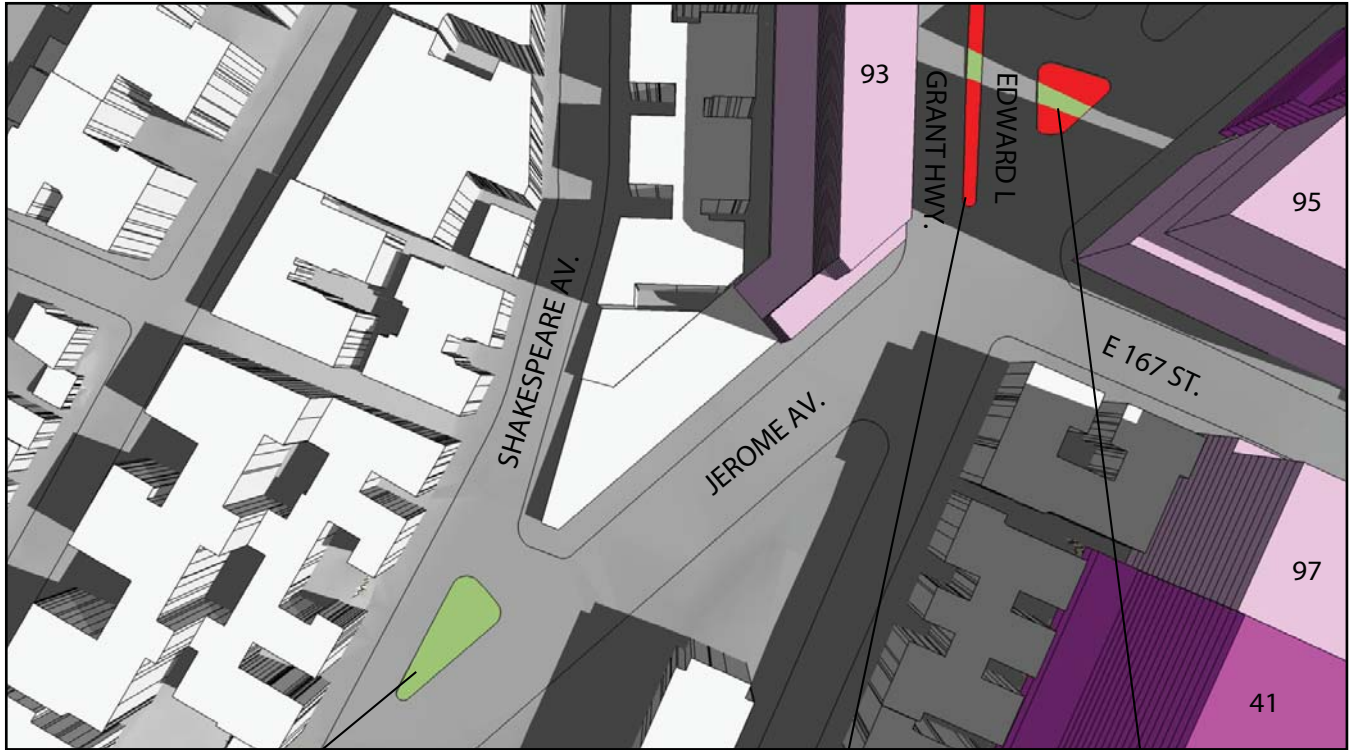 93
GRANT HWY.
EDWARD L
95
SHAKESPEARE AV.
E 167 ST.
JEROME AV.
97
41